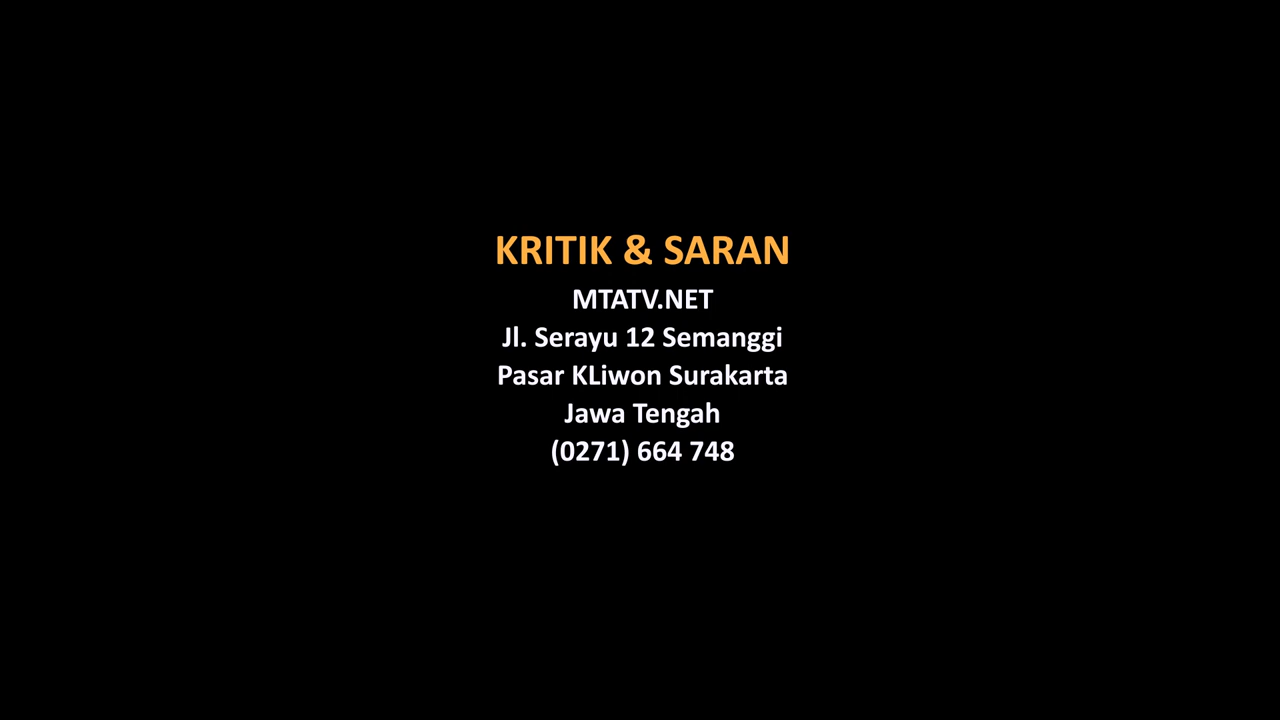 KRITIK & SARAN
MTATV.NET
Jl. Serayu 12 Semanggi
Pasar KLiwon Surakarta
Jawa Tengah
(0271) 664 748